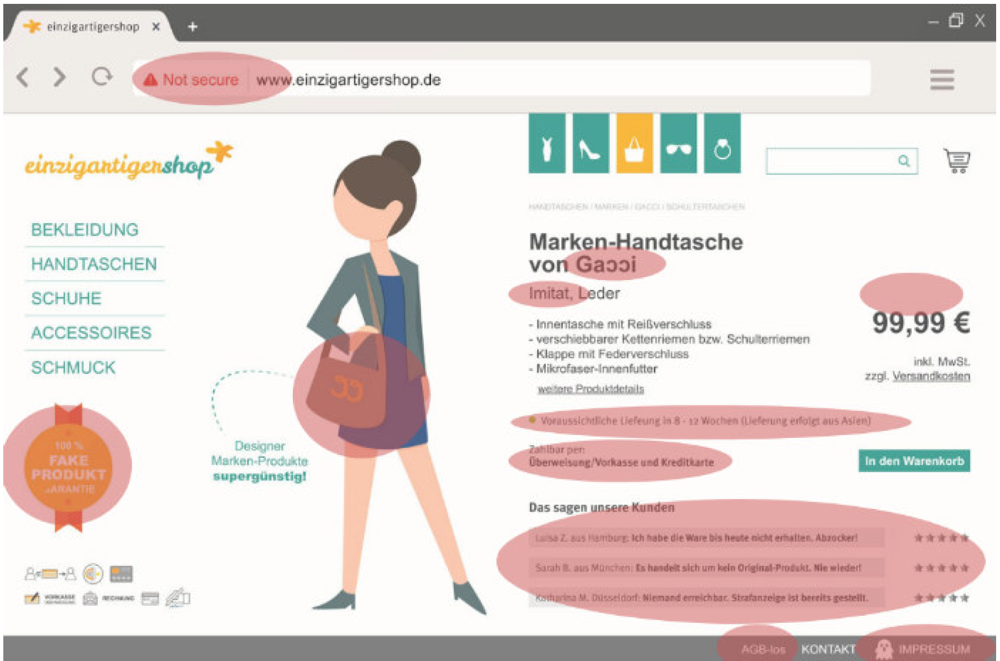 einzigartigershop x +
Not secure www.einzigartigershop.de
einzigartigershop
BEKLEIDUNG
HANDTASCHEN
SCHUHE
ACCESSOIRES
SCHMUCK
100 %
FAKE
PRODUKT
GARANTIE
Designer
Marken-Produkte
supergünstig!
VORKASSE
RECHNUNG
HANDTASCHEN / MARKEN / GACCI / SCHULTERTASCHEN
Marken-Handtasche
von Gaɔɔi
Imitat, Leder
- Innentasche mit Reißverschluss
- verschiebbarer Kettenriemen bzw. Schulterriemen
- Klappe mit Federverschluss
- Mikrofaser-Innenfutter
weitere Produktdetails
99,99 €
inkl. MwSt.
zzgl. Versandkosten
Voraussichtliche Liefeung in 8 - 12 Wochen (Lieferung erfolgt aus Asien)
Zahlbar per:
Überweisung/Vorkasse und Kreditkarte
In den Warenkorb
Das sagen unsere Kunden
Luisa Z. aus Hamburg: Ich habe die Ware bis heute nicht erhalten. Abzocker!
Sarah B. aus München: Es handelt sich um kein Original-Produkt. Nie wieder!
Katharina M. Düsseldorf: Niemand erreichbar. Strafanzeige ist bereits gestellt.
AGB-los KONTAKT IMPRESSUM